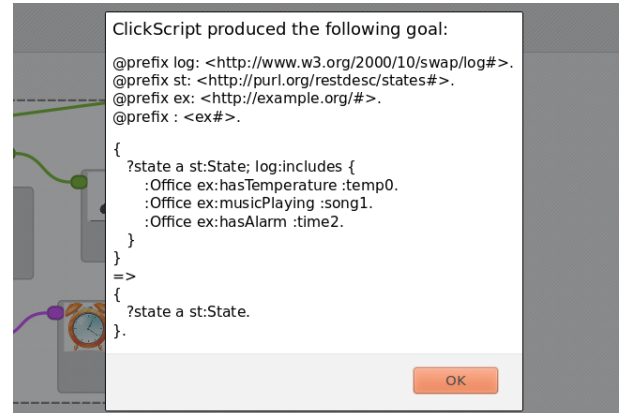 ClickScript produced the following goal:
@prefix log: <http://www.w3.org/2000/10/swap/log#>.
@prefix st: <http://purl.org/restdesc/states#>.
@prefix ex: <http://example.org/#>.
@prefix : <ex#>.
{
?state a st:State; log:includes {
:Office ex:hasTemperature :temp0.
:Office ex:musicPlaying :song1.
:Office ex:hasAlarm :time2.
}
}
=>
{
?state a st:State.
}.
OK